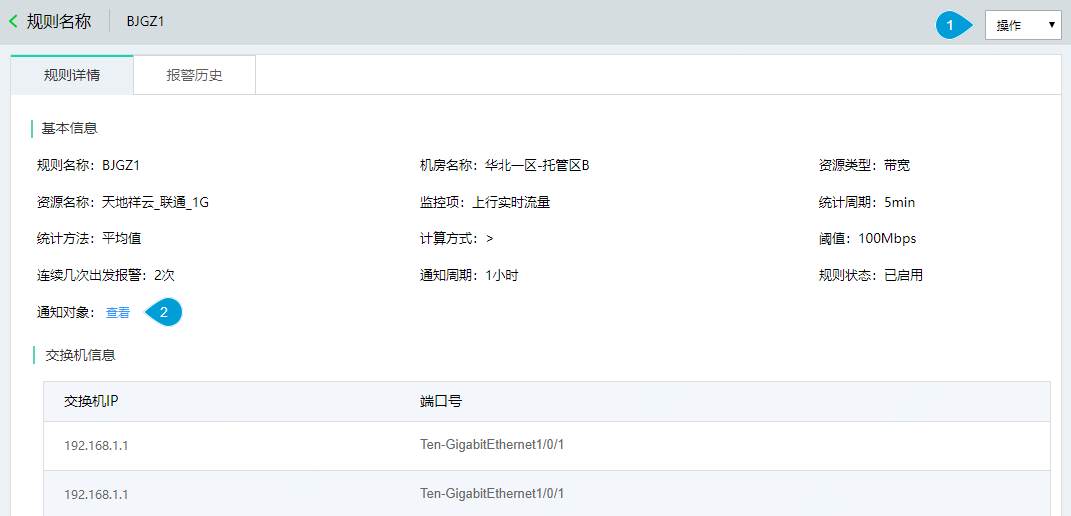 规则名称 BJGZ1 1 操作
规则详情 报警历史
基本信息
规则名称：BJGZ1 机房名称：华北一区-托管区B 资源类型：带宽
资源名称：天地祥云_联通_1G 监控项：上行实时流量 统计周期：5min
统计方法：平均值 计算方式：> 阈值：100Mbps
连续几次出发报警：2次 通知周期：1小时 规则状态：已启用
通知对象：查看 2
交换机信息
交换机IP 端口号
192.168.1.1 Ten-GigabitEthernet1/0/1
192.168.1.1 Ten-GigabitEthernet1/0/1